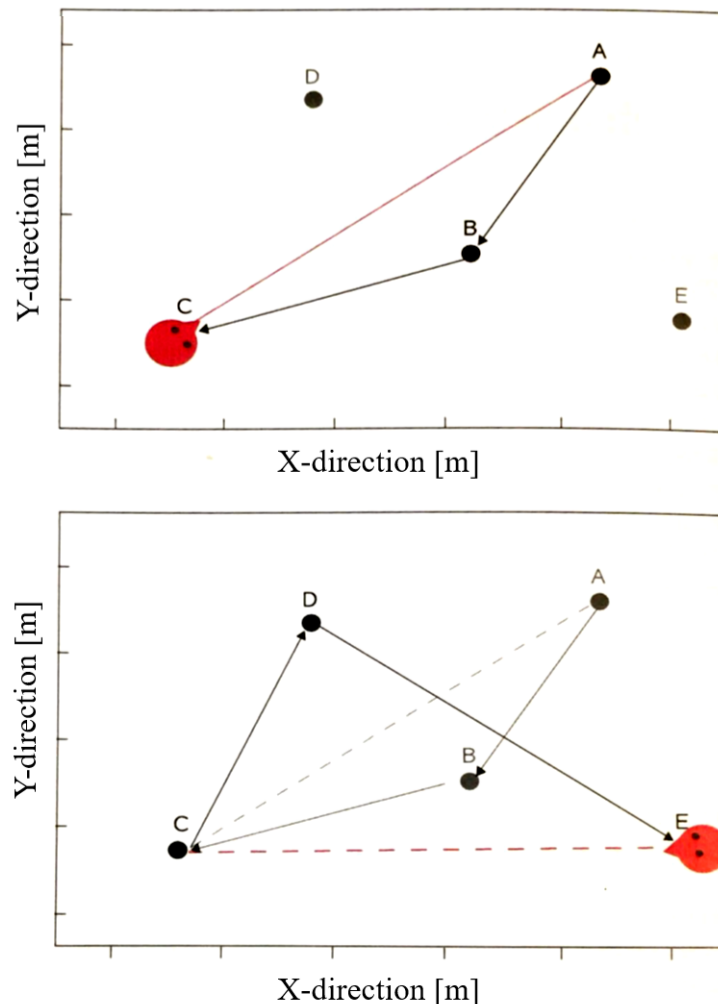 A
D
B
E
C
Y-direction [m]
X-direction [m]
A
D
B
E
C
Y-direction [m]
X-direction [m]